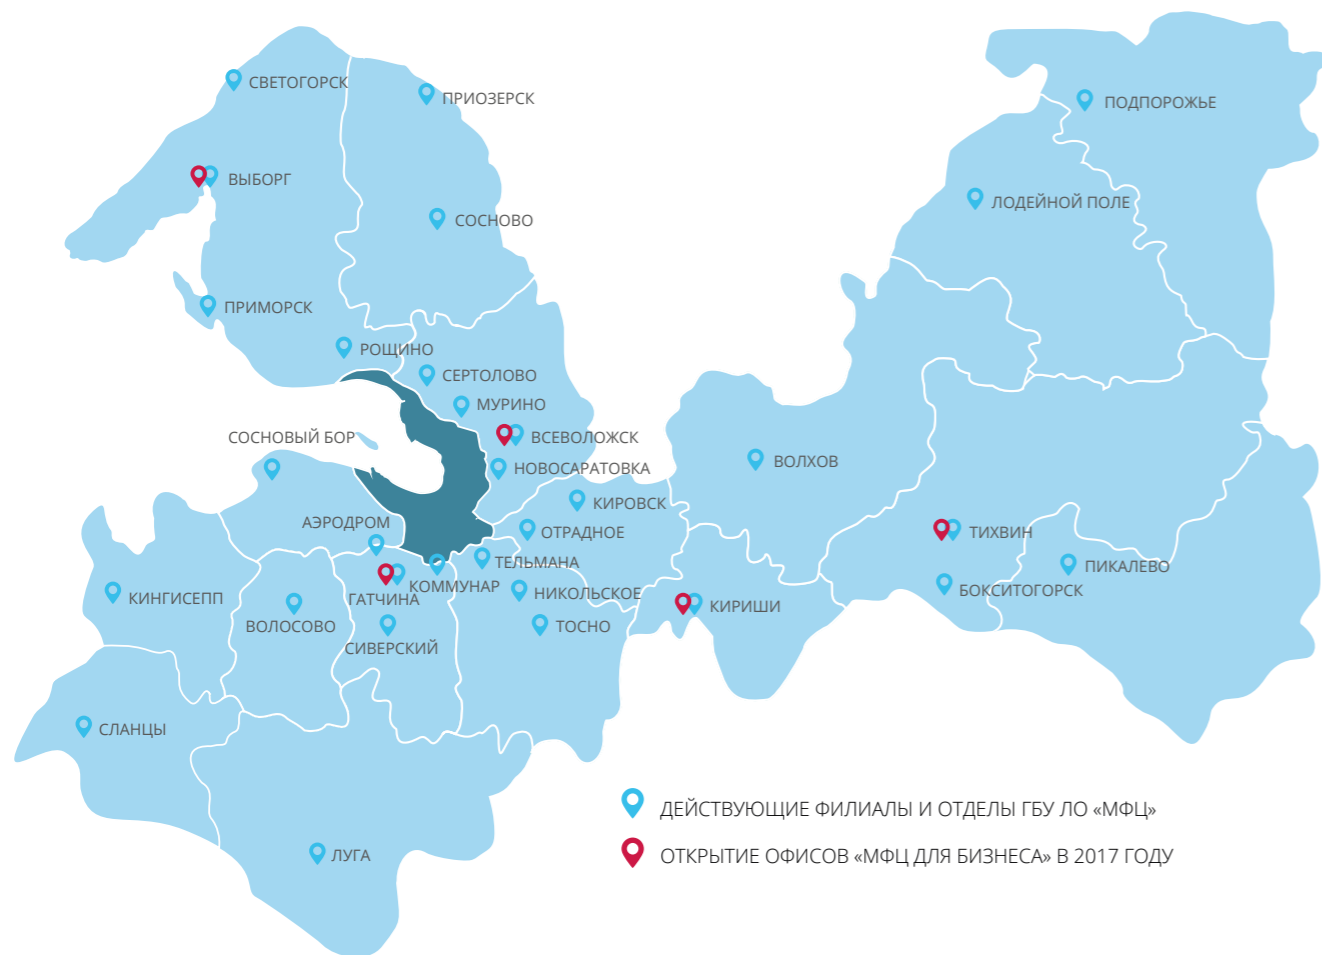 СВЕТОГОРСК
ПРИОЗЕРСК
ПОДПОРОЖЬЕ
ВЫБОРГ
ЛОДЕЙНОЙ ПОЛЕ
СОСНОВО
ПРИМОРСК
РОЩИНО
СЕРТОЛОВО
МУРИНО
СОСНОВЫЙ БОР
ВСЕВОЛОЖСК
ВОЛХОВ
НОВОСАРАТОВКА
КИРОВСК
АЭРОДРОМ
ОТРАДНОЕ
ТИХВИН
ТЕЛЬМАНА
ПИКАЛЕВО
КОММУНАР
БОКСИТОГОРСК
НИКОЛЬСКОЕ
КИНГИСЕПП
ГАТЧИНА
КИРИШИ
ВОЛОСОВО
ТОСНО
СИВЕРСКИЙ
СЛАНЦЫ
ЛУГА
ДЕЙСТВУЮЩИЕ ФИЛИАЛЫ И ОТДЕЛЫ ГБУ ЛО «МФЦ»
ОТКРЫТИЕ ОФИСОВ «МФЦ ДЛЯ БИЗНЕСА» В 2017 ГОДУ